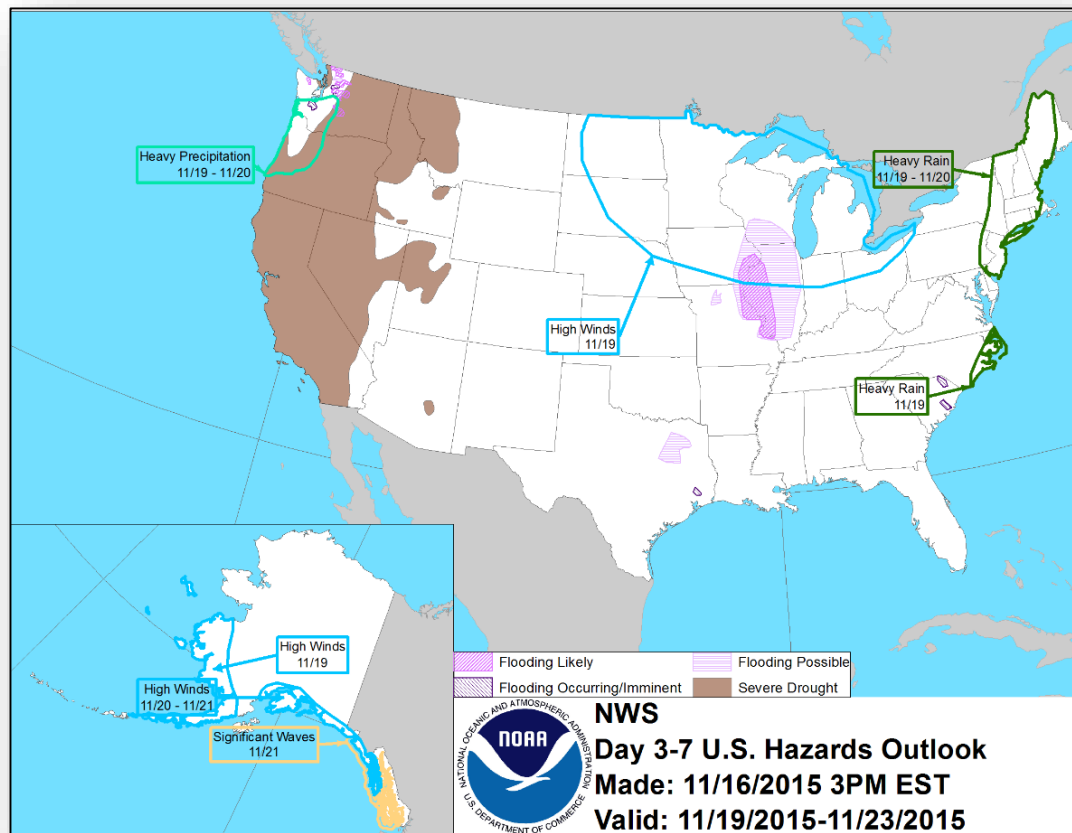 Heavy Precipitation
11/19 - 11/20
Heavy Rain
11/19 - 11/20
High Winds
11/19
Heavy Rain
11/19
High Winds
11/19
High Winds
11/20 - 11/21
Significant Waves
11/21
Flooding Likely
Flooding Possible
Flooding Occurring/Imminent
Severe Drought
NATIONAL OCEANIC AND ATMOSPHERIC ADMINISTRATION
NOAA
U.S. DEPARTMENT OF COMMERCE
NWS
Day 3-7 U.S. Hazards Outlook
Made: 11/16/2015 3PM EST
Valid: 11/19/2015-11/23/2015